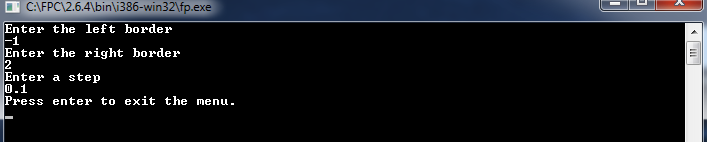 C:\FPC\2.6.4\bin\i386-win32\fp.exe
Enter the left border
-1
Enter the right border
2
Enter a step
0.1
Press enter to exit the menu.